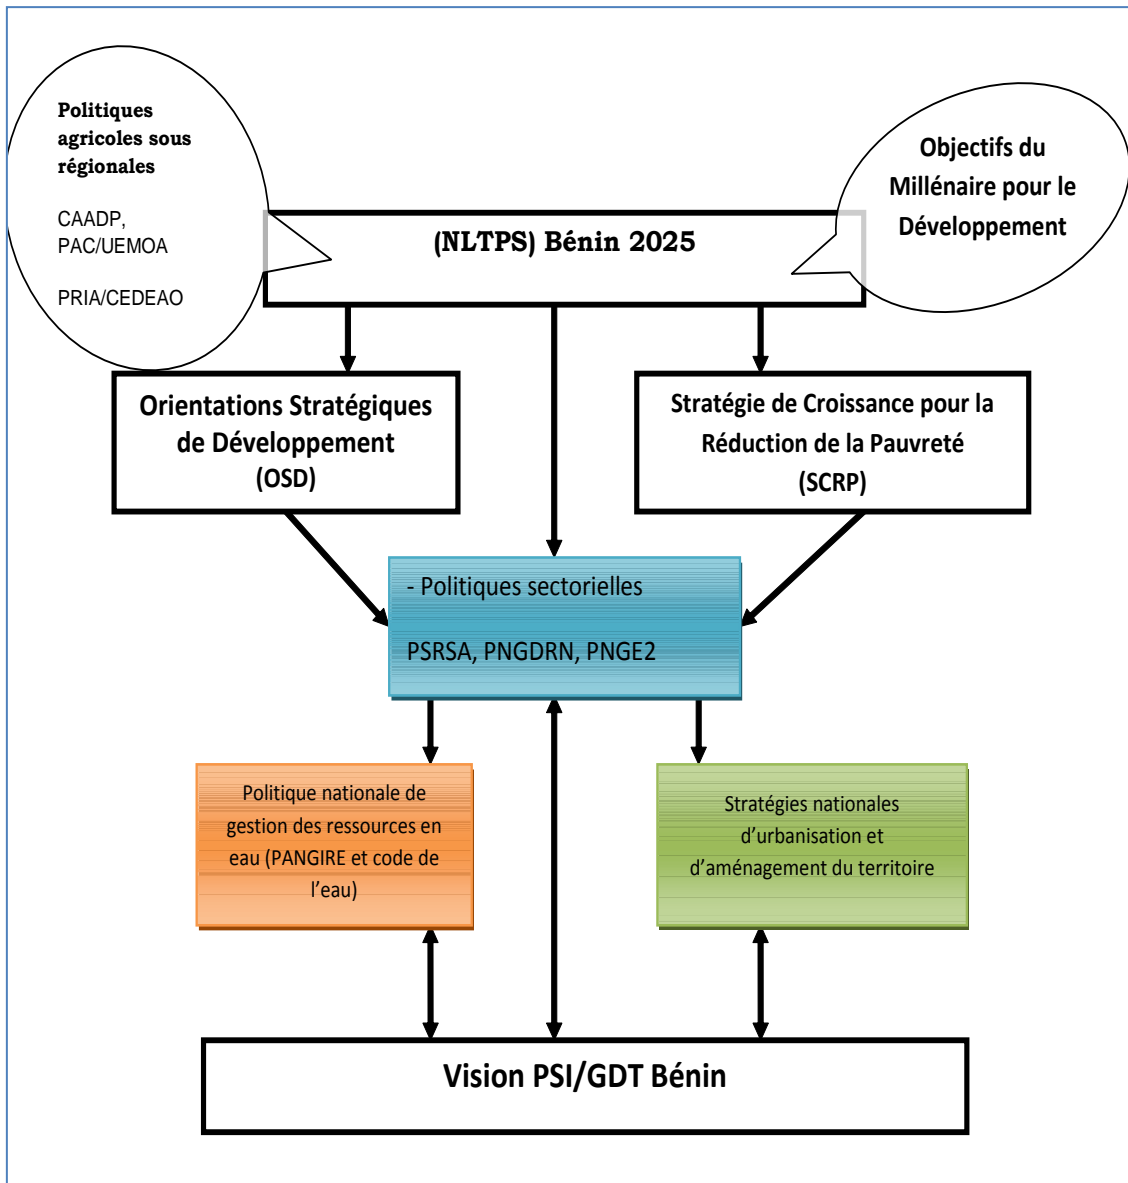 Politiques
agricoles sous
régionales
CAADP,
PAC/UEMOA
PRIA/CEDEAO
Objectifs du
Millénaire pour le
Développement
(NLTPS) Bénin 2025
Orientations Stratégiques
de Développement
(OSD)
Stratégie de Croissance pour la
Réduction de la Pauvreté
(SCRP)
- Politiques sectorielles
PSRSA, PNGDRN, PNGE2
Politique nationale de
gestion des ressources en
eau (PANGIRE et code de
l’eau)
Stratégies nationales
d’urbanisation et
d’aménagement du territoire
Vision PSI/GDT Bénin